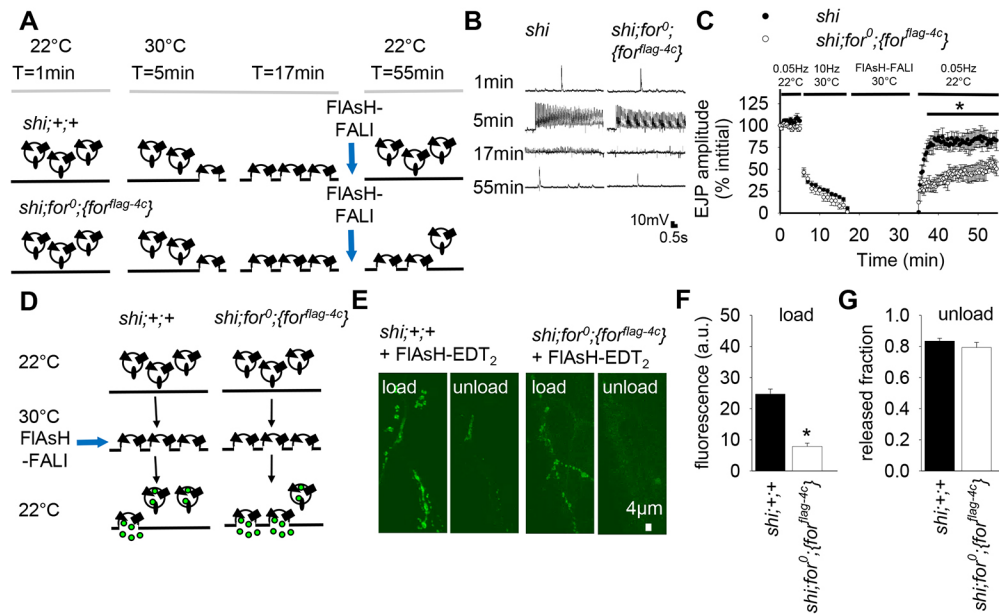 A
22°C
30°C
22°C
T=1min
T=5min
T=17min
T=55min
FlAsH-
FALI
shi;+;+
FlAsH-
FALI
shi;for0;{forflag-4c}
B
shi
shi;for0;
{forflag-4c}
1min
5min
17min
55min
10mV
0.5s
C
shi
shi;for0;{forflag-4c}
0.05Hz
22°C
10Hz
30°C
FlAsH-FALI
30°C
0.05Hz
22°C
*
EJP amplitude
(% intitial)
125
100
75
50
25
0
0
10
20
30
40
50
Time (min)
D
shi;+;+
shi;for0;{forflag-4c}
22°C
30°C
FlAsH
-FALI
22°C
E
shi;+;+
+ FlAsH-EDT2
shi;for0;{forflag-4c}
+ FlAsH-EDT2
load
unload
load
unload
4µm
F
load
fluorescence (a.u.)
50
40
30
20
10
0
*
shi;+;+
shi;for0;{forflag-4c}
G
unload
released fraction
1.0
0.8
0.6
0.4
0.2
0.0
shi;+;+
shi;for0;{forflag-4c}